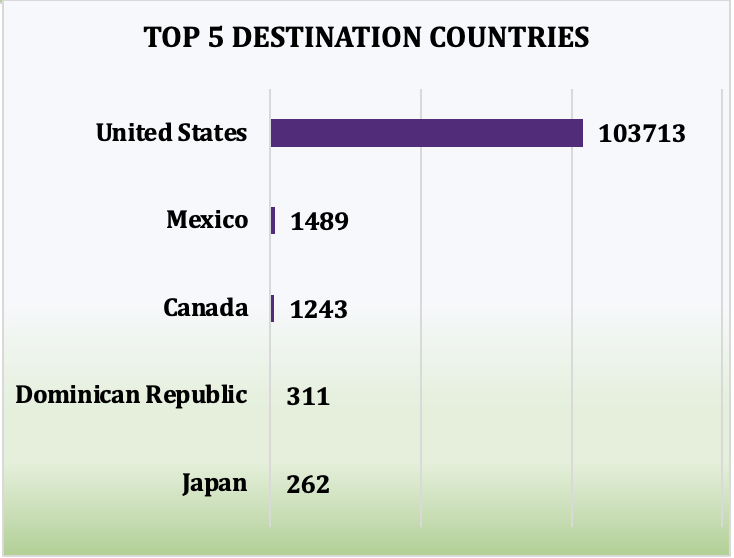 TOP 5 DESTINATION COUNTRIES
United States 103713
Mexico 1489
Canada 1243
Dominican Republic 311
Japan 262